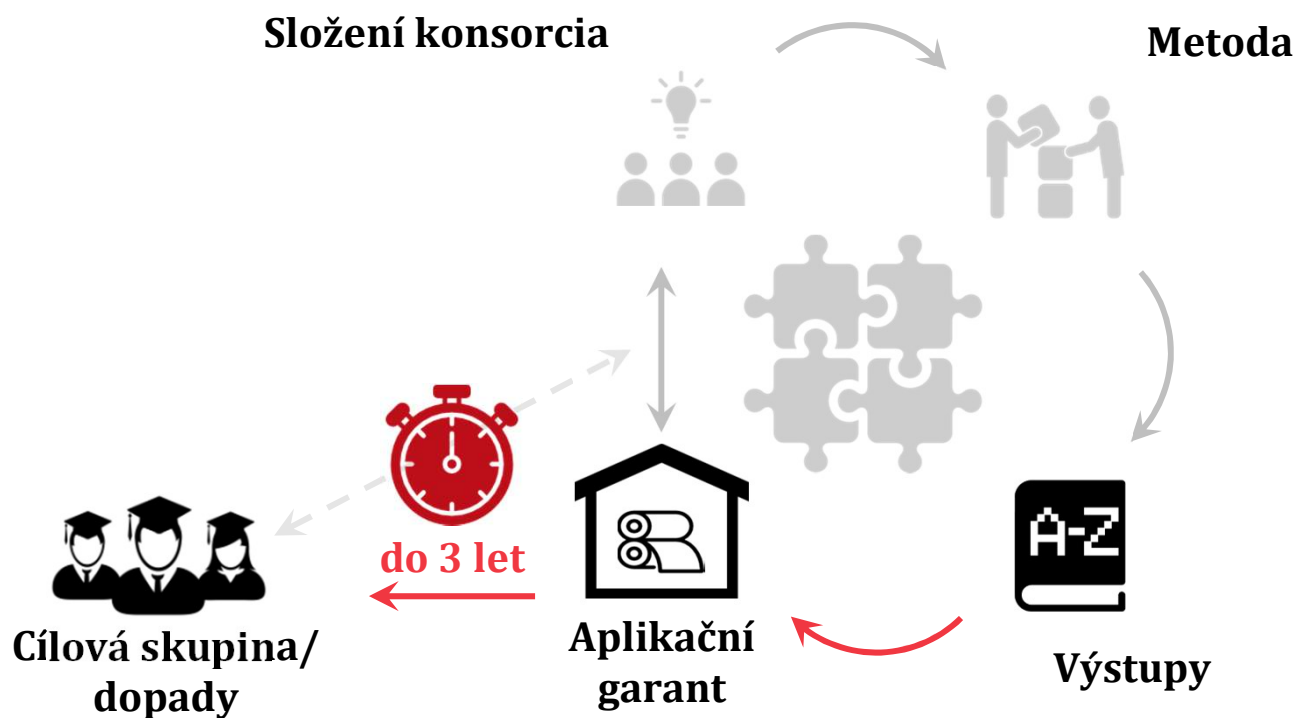 Složení konsorcia
Metoda
do 3 let
A-Z
Cílová skupina/
dopady
Aplikační
garant
Výstupy